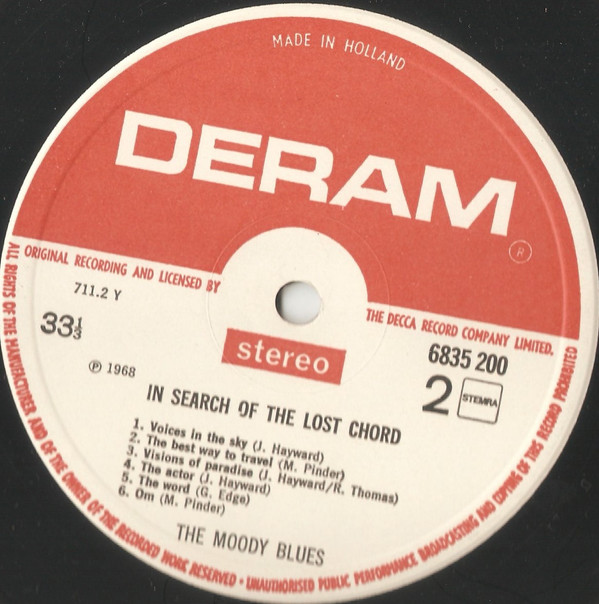 MADE IN HOLLAND
DERAM
®
ORIGINAL RECORDING AND LICENSED BY
THE DECCA RECORD COMPANY LIMITED.
711.2 Y
33⅓
stereo
6835 200
2
STEMRA
℗ 1968
IN SEARCH OF THE LOST CHORD
1. Voices in the sky (J. Hayward)
2. The best way to travel (M. Pinder)
3. Visions of paradise (J. Hayward/R. Thomas)
4. The actor (J. Hayward)
5. The word (G. Edge)
6. Om (M. Pinder)
THE MOODY BLUES
ALL RIGHTS OF THE MANUFACTURER AND OF THE OWNER OF THE RECORDED WORK RESERVED • UNAUTHORISED PUBLIC PERFORMANCE BROADCASTING AND COPYING OF THIS RECORD PROHIBITED